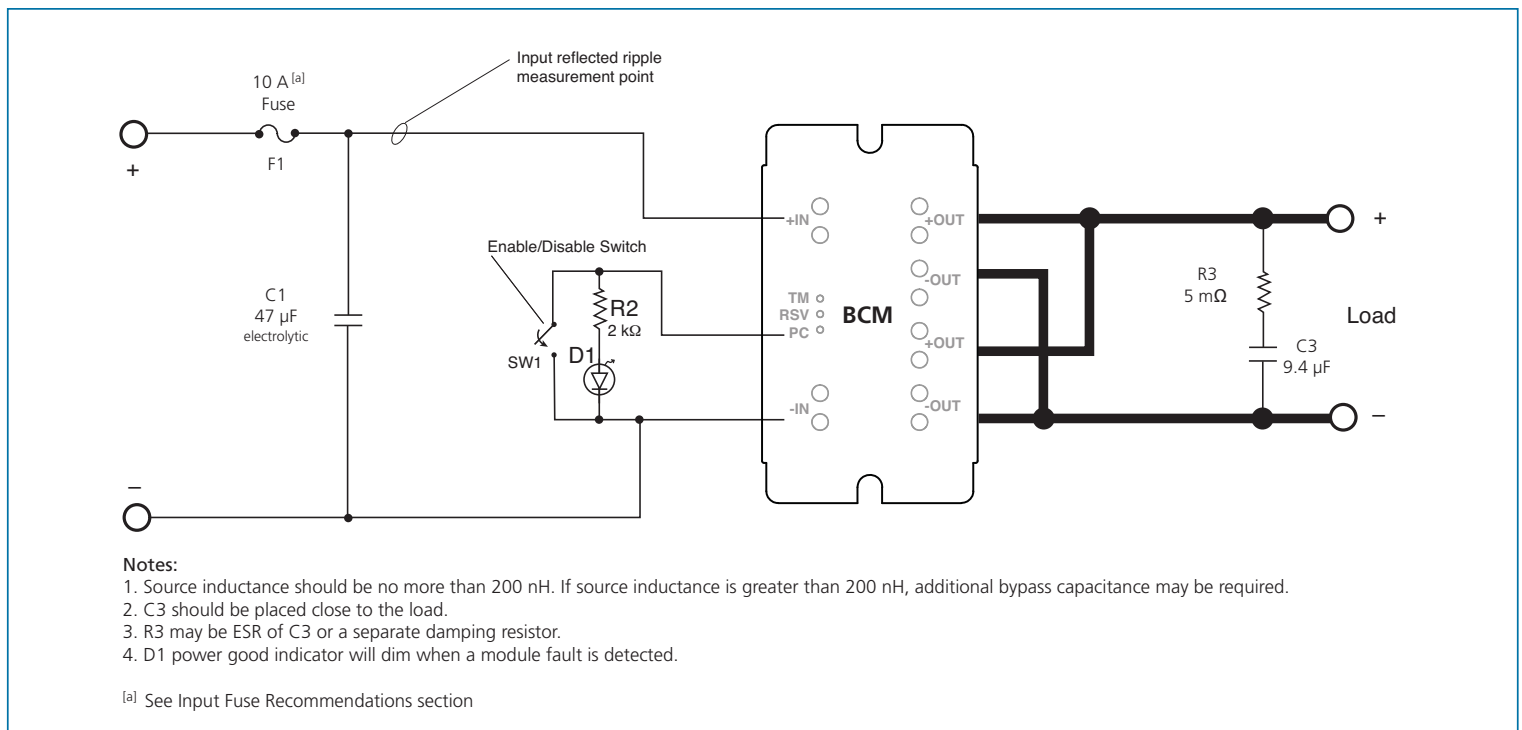 Input reflected ripple
measurement point
10 A [a]
Fuse
F1
+
+IN
+OUT
+
Enable/Disable Switch
-OUT
R3
5 mΩ
C1
47 µF
electrolytic
R2
2 kΩ
TM
RSV
PC
BCM
Load
SW1
D1
+OUT
C3
9.4 µF
-IN
-OUT
–
–
Notes:
1. Source inductance should be no more than 200 nH. If source inductance is greater than 200 nH, additional bypass capacitance may be required.
2. C3 should be placed close to the load.
3. R3 may be ESR of C3 or a separate damping resistor.
4. D1 power good indicator will dim when a module fault is detected.
[a] See Input Fuse Recommendations section